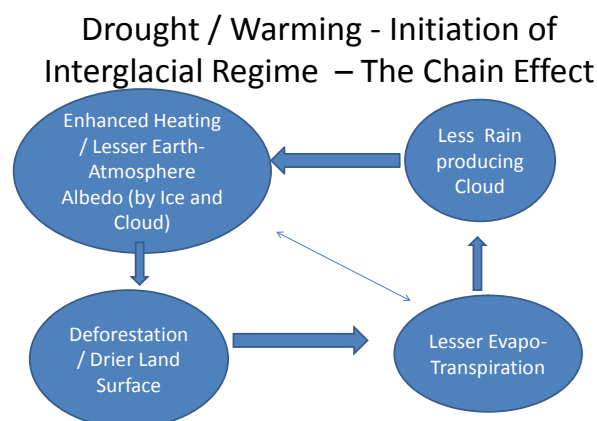 Drought / Warming - Initiation of
Interglacial Regime – The Chain Effect
Enhanced Heating
/ Lesser Earth-
Atmosphere
Albedo (by Ice and
Cloud)
Less Rain
producing
Cloud
Deforestation
/ Drier Land
Surface
Lesser Evapo-
Transpiration